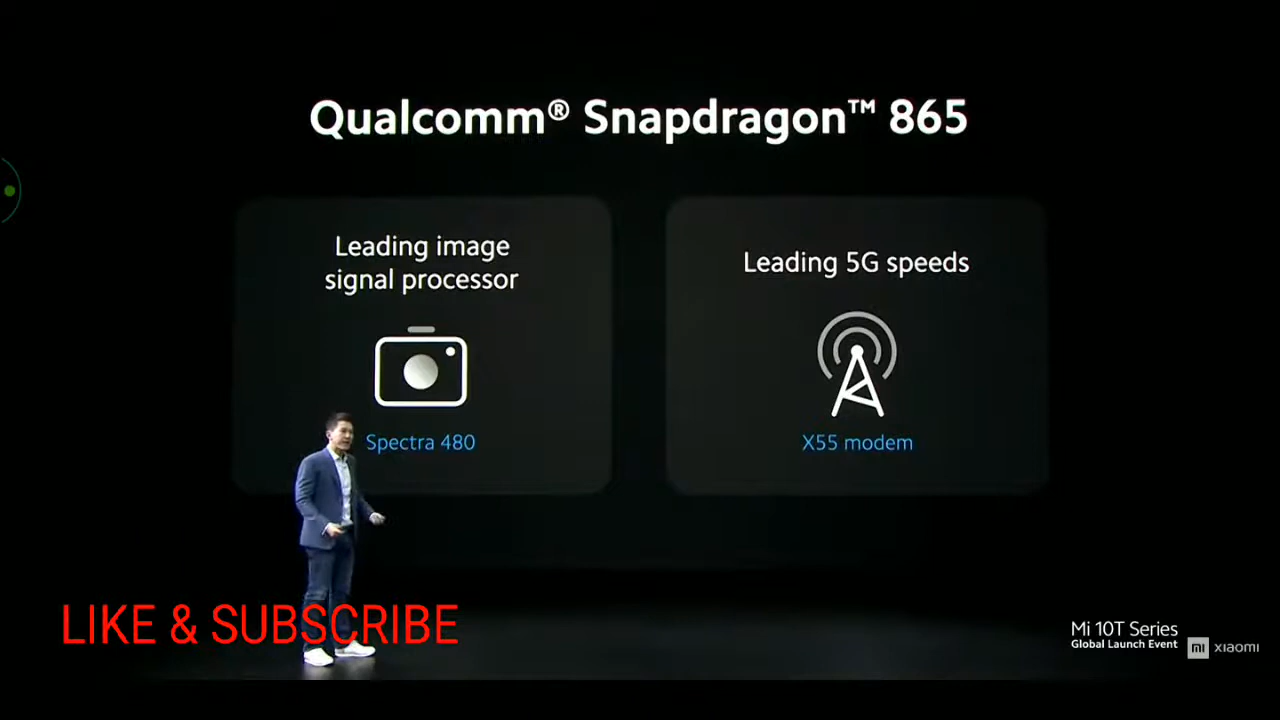 Qualcomm® Snapdragon™ 865
Leading image
signal processor
Spectra 480
Leading 5G speeds
X55 modem
LIKE & SUBSCRIBE
Mi 10T Series
Global Launch Event
mi xiaomi